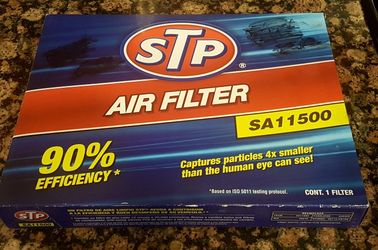 STP
®
AIR FILTER
SA11500
90%
EFFICIENCY*
Captures particles 4x smaller
than the human eye can see!
*Based on ISO 5011 testing protocol.
CONT. 1 FILTER
STP
SA11500